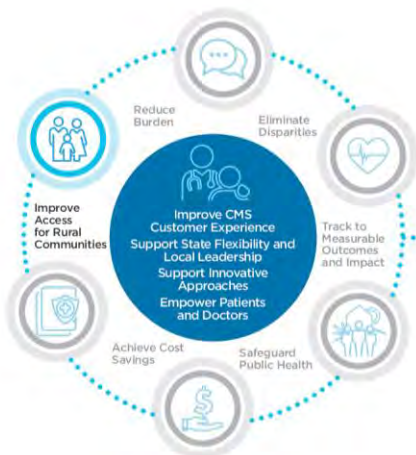 Reduce
Burden
Eliminate
Disparities
Improve
Access
for Rural
Communities
Improve CMS
Customer Experience
Support State Flexibility and
Local Leadership
Support Innovative
Approaches
Empower Patients
and Doctors
Track to
Measurable
Outcomes
and Impact
Achieve Cost
Savings
Safeguard
Public Health
$